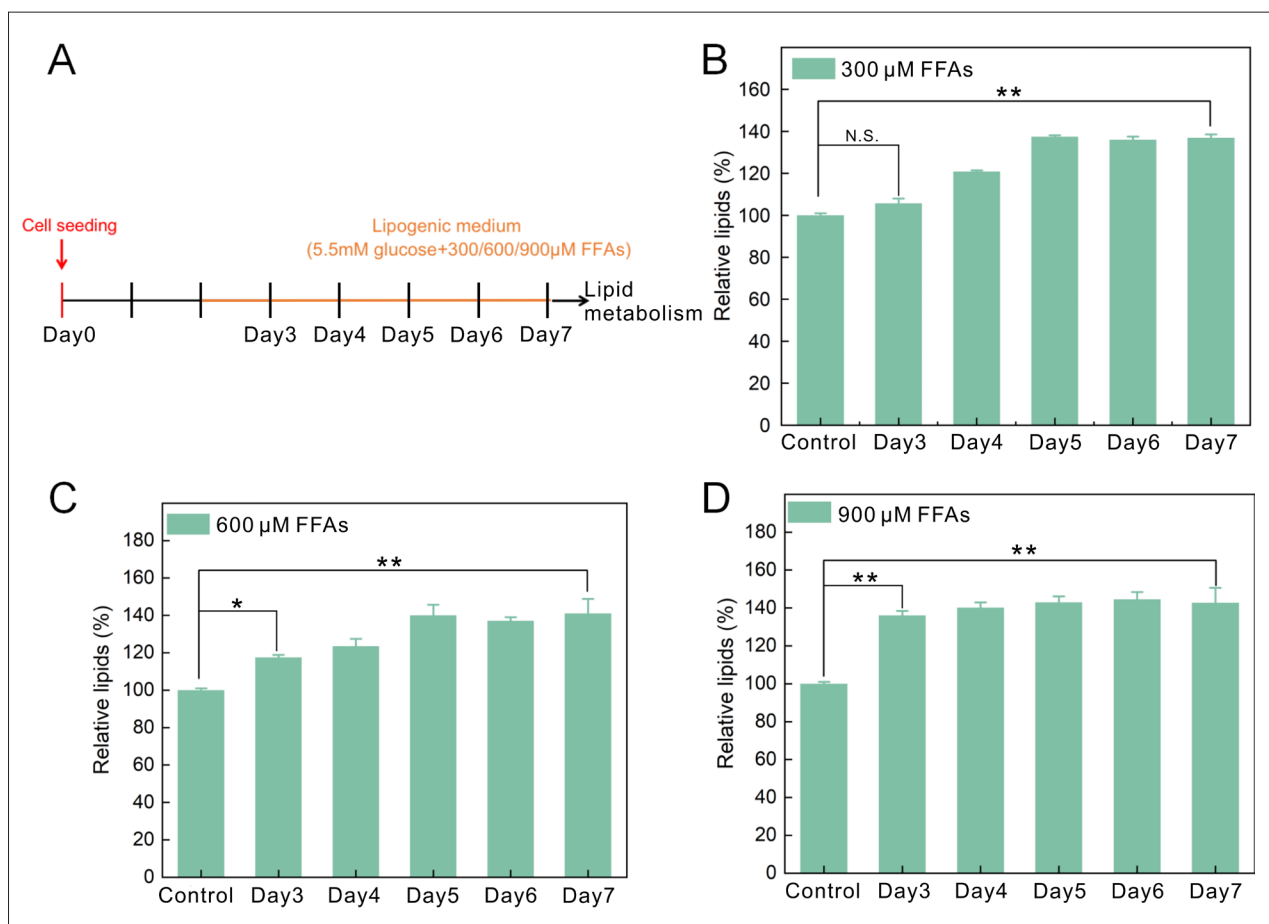 A
Cell seeding
Lipogenic medium
(5.5mM glucose+300/600/900μM FFAs)
Lipid
metabolism
Day0
Day3
Day4
Day5
Day6
Day7
B
300 μM FFAs
**
N.S.
Relative lipids (%)
160
140
120
100
80
60
40
20
0
Control
Day3
Day4
Day5
Day6
Day7
C
600 μM FFAs
**
*
Relative lipids (%)
180
160
140
120
100
80
60
40
20
0
Control
Day3
Day4
Day5
Day6
Day7
D
900 μM FFAs
**
**
Relative lipids (%)
180
160
140
120
100
80
60
40
20
0
Control
Day3
Day4
Day5
Day6
Day7